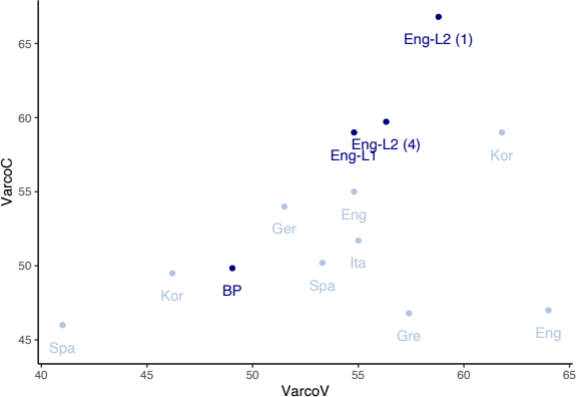 65
60
55
50
45
VarcoC
Eng-L2 (1)
Eng-L2 (4)
Eng-L1
Kor
Eng
Ger
Ita
Spa
BP
Kor
Gre
Eng
Spa
40
45
50
55
60
65
VarcoV